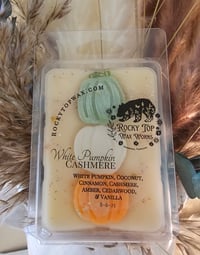 ROCKYTOPWAX.COM
ROCKY TOP
WAX WORKS
White Pumpkin
CASHMERE
WHITE PUMPKIN, COCONUT,
CINNAMON, CASHMERE,
AMBER, CEDARWOOD,
& VANILLA